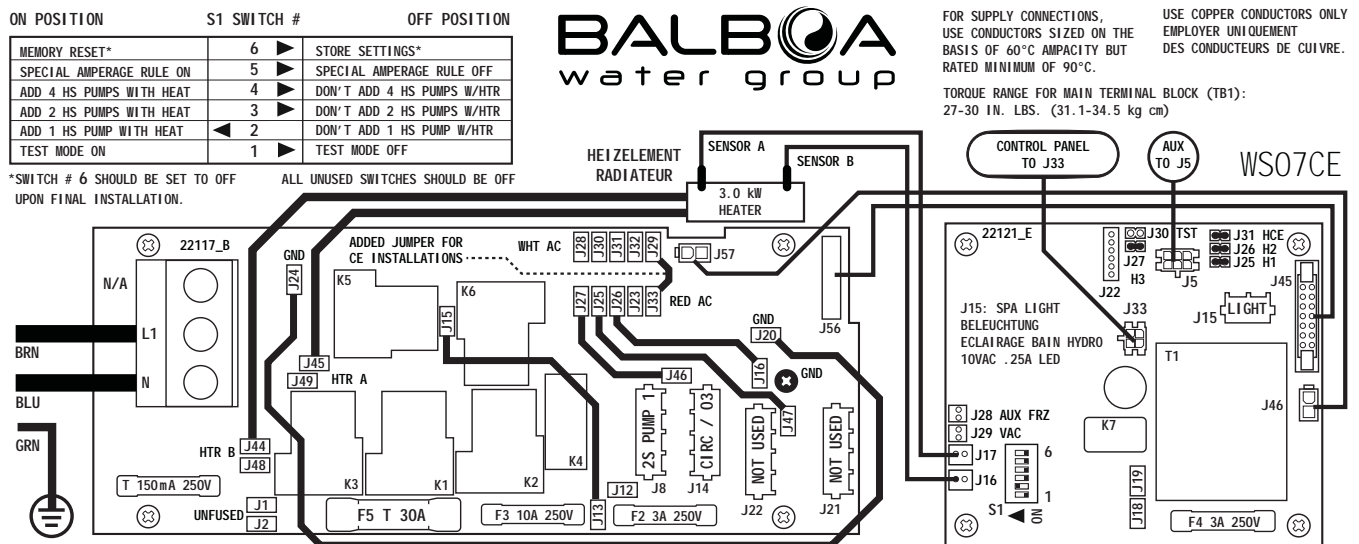 ON POSITION S1 SWITCH # OFF POSITION
MEMORY RESET* 6 ▶ STORE SETTINGS*
SPECIAL AMPERAGE RULE ON 5 ▶ SPECIAL AMPERAGE RULE OFF
ADD 4 HS PUMPS WITH HEAT 4 ▶ DON'T ADD 4 HS PUMPS W/HTR
ADD 2 HS PUMPS WITH HEAT 3 ▶ DON'T ADD 2 HS PUMPS W/HTR
ADD 1 HS PUMP WITH HEAT ◀ 2 DON'T ADD 1 HS PUMP W/HTR
TEST MODE ON 1 ▶ TEST MODE OFF
*SWITCH # 6 SHOULD BE SET TO OFF
UPON FINAL INSTALLATION.
ALL UNUSED SWITCHES SHOULD BE OFF
BALBOA
water group
FOR SUPPLY CONNECTIONS,
USE CONDUCTORS SIZED ON THE
BASIS OF 60°C AMPACITY BUT
RATED MINIMUM OF 90°C.
USE COPPER CONDUCTORS ONLY
EMPLOYER UNIQUEMENT
DES CONDUCTEURS DE CUIVRE.
TORQUE RANGE FOR MAIN TERMINAL BLOCK (TB1):
27-30 IN. LBS. (31.1-34.5 kg cm)
HEIZELEMENT
RADIATEUR
SENSOR A
SENSOR B
3.0 kW
HEATER
CONTROL PANEL
TO J33
AUX
TO J5
WS07CE
22117_B
N/A
L1
N
BRN
BLU
GRN
GND
J24
ADDED JUMPER FOR
CE INSTALLATIONS
WHT AC
J28
J30
J31
J32
J29
J57
K5
K6
J15
J27
J25
J26
J23
J33
RED AC
J56
GND
J20
J45
J49
HTR A
J46
J16
GND
J47
HTR B
J44
J48
K3
K1
K2
K4
2S PUMP 1
J8
CIRC / O3
J14
NOT USED
J22
NOT USED
J21
T 150mA 250V
UNFUSED
J1
J2
F5 T 30A
F3 10A 250V
J13
J12
F2 3A 250V
22121_E
J30 TST
J27
H3
J22
J5
J31 HCE
J26 H2
J25 H1
J45
J33
J15
LIGHT
J15: SPA LIGHT
BELEUCHTUNG
ECLAIRAGE BAIN HYDRO
10VAC .25A LED
T1
J46
K7
J28 AUX FRZ
J29 VAC
J17
J16
6
1
S1
ON
J19
J18
F4 3A 250V